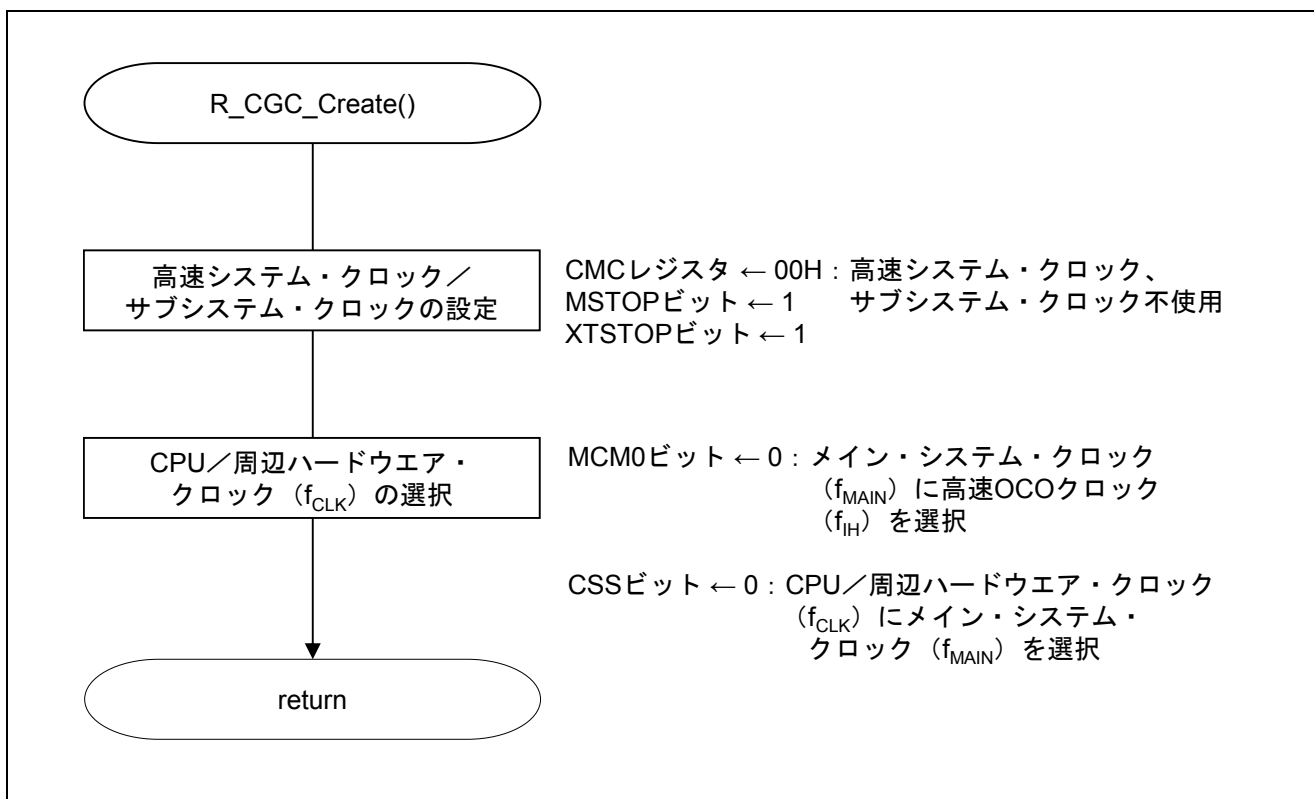 R_CGC_Create()
高速システム・クロック／
サブシステム・クロックの設定
CMCレジスタ ← 00H : 高速システム・クロック、
MSTOPビット ← 1 サブシステム・クロック不使用
XTSTOPビット ← 1
CPU／周辺ハードウエア・
クロック（fCLK）の選択
MCM0ビット ← 0 : メイン・システム・クロック
（fMAIN）に高速OCOクロック
（fIH）を選択
CSSビット ← 0 : CPU／周辺ハードウエア・クロック
（fCLK）にメイン・システム・
クロック（fMAIN）を選択
return